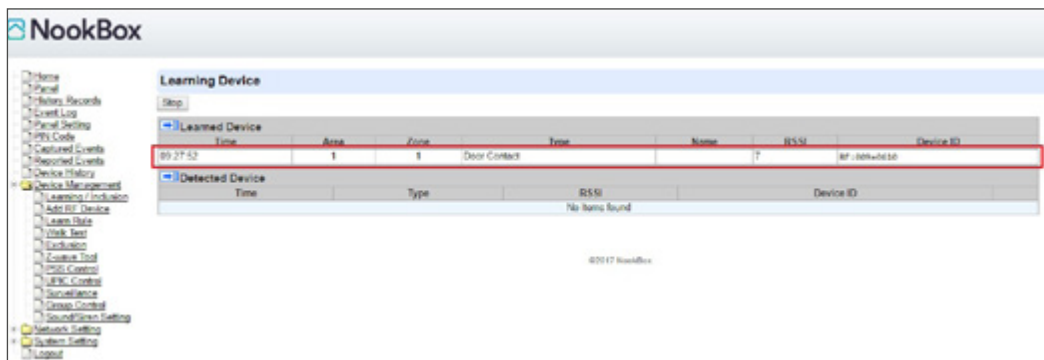 NookBox
Home
Panel
History Records
Event Log
Panel Setting
PIN Code
Captured Events
Reported Events
Device History
Device Management
Learning / Inclusion
Add RF Device
Learn Rule
Walk Test
Exclusion
Z-wave Tool
PSS Control
UPIC Control
Surveillance
Group Control
Sound/Siren Setting
Network Setting
System Setting
Logout
Learning Device
Stop
Learned Device
Time Area Zone Type Name RSSI Device ID
09:27:52 1 1 Door Contact 7
Detected Device
Time Type RSSI Device ID
No items found
©2017 NookBox